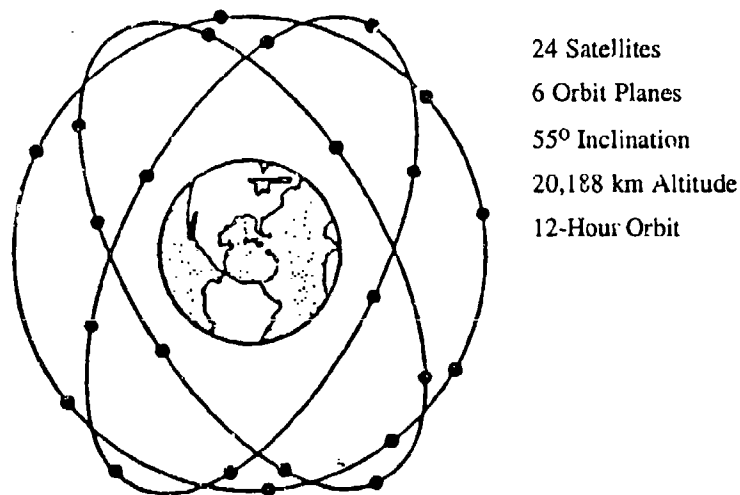 24 Satellites
6 Orbit Planes
55° Inclination
20,188 km Altitude
12-Hour Orbit